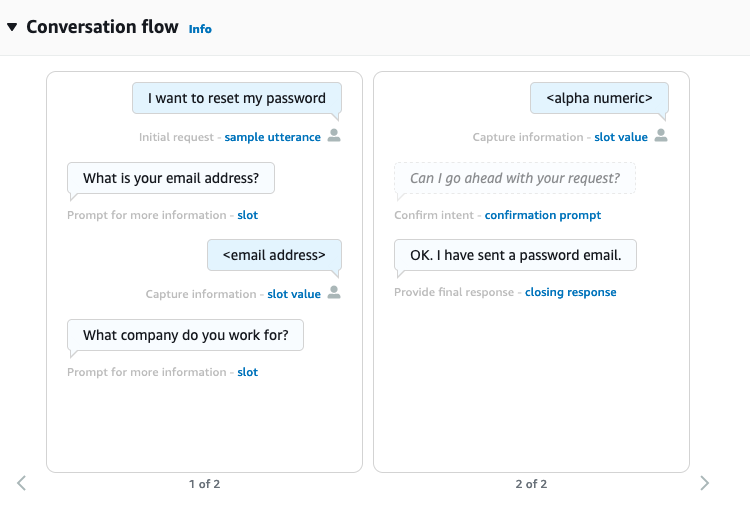 Conversation flow Info
I want to reset my password
Initial request - sample utterance
What is your email address?
Prompt for more information - slot
<email address>
Capture information - slot value
What company do you work for?
Prompt for more information - slot
1 of 2
<alpha numeric>
Capture information - slot value
Can I go ahead with your request?
Confirm intent - confirmation prompt
OK. I have sent a password email.
Provide final response - closing response
2 of 2